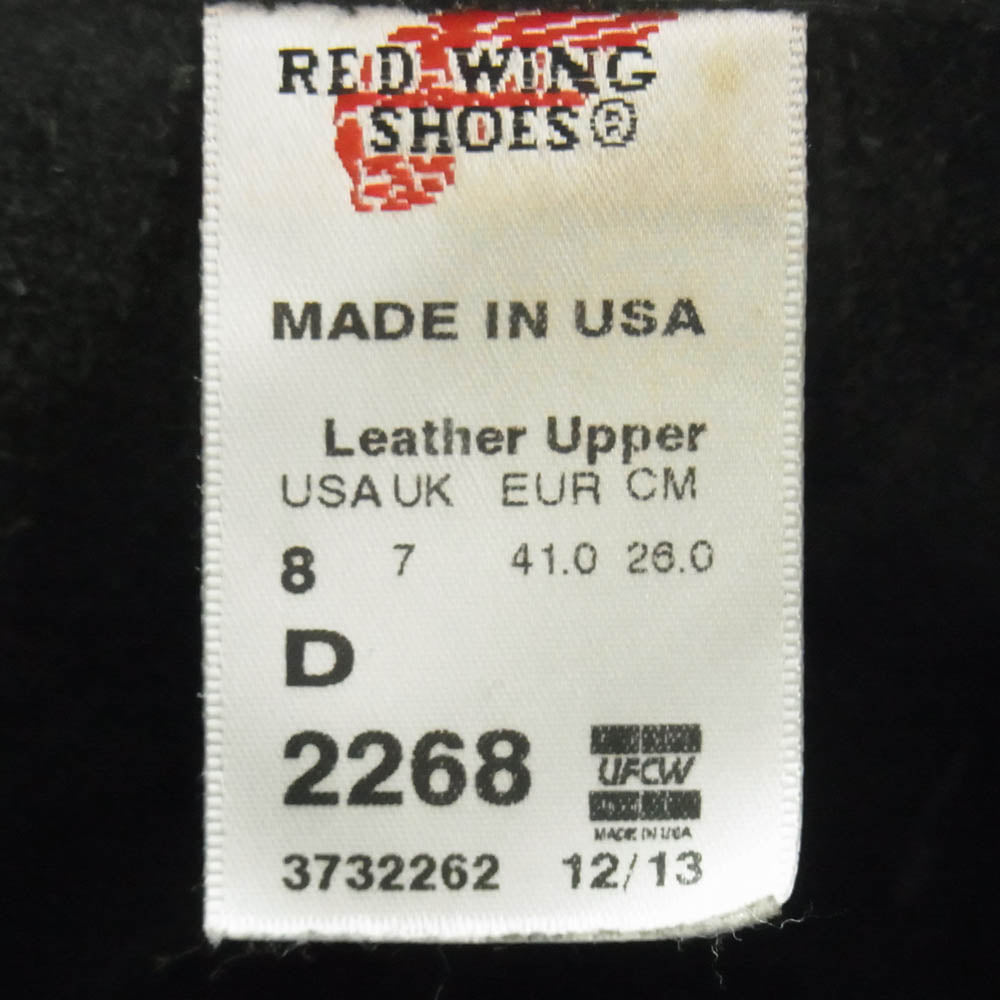 RED WING
SHOES®
MADE IN USA
Leather Upper
USA UK EUR CM
8 7 41.0 26.0
D
2268
UFCW
MADE IN USA
3732262 12/13